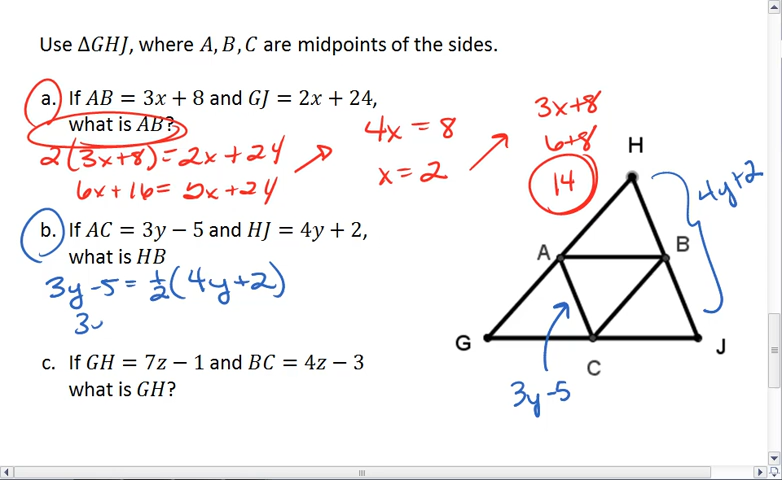 Use ΔGHJ, where A, B, C are midpoints of the sides.
a. If AB = 3x + 8 and GJ = 2x + 24,
what is AB?
2(3x+8)=2x+24
6x+16= 2x+24
4x = 8
x=2
3x+8
6+8
14
b. If AC = 3y − 5 and HJ = 4y + 2,
what is HB
3y-5 = 1/2(4y+2)
3
c. If GH = 7z − 1 and BC = 4z − 3
what is GH?
H
4y+2
A
B
G
C
J
3y-5